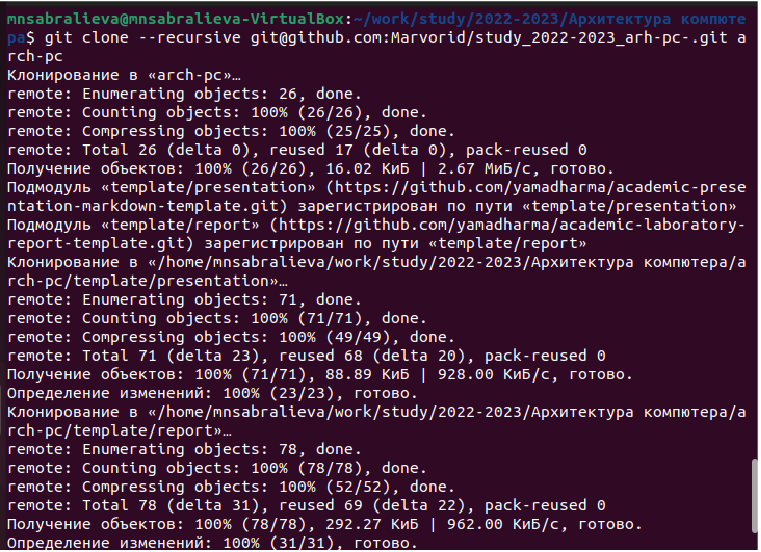 mnsabralieva@mnsabralieva-VirtualBox:~/work/study/2022-2023/Архитектура компюте
ра$ git clone --recursive git@github.com:Marvorid/study_2022-2023_arh-pc-.git a
rch-pc
Клонирование в «arch-pc»…
remote: Enumerating objects: 26, done.
remote: Counting objects: 100% (26/26), done.
remote: Compressing objects: 100% (25/25), done.
remote: Total 26 (delta 0), reused 17 (delta 0), pack-reused 0
Получение объектов: 100% (26/26), 16.02 КиБ | 2.67 МиБ/с, готово.
Подмодуль «template/presentation» (https://github.com/yamadharma/academic-prese
ntation-markdown-template.git) зарегистрирован по пути «template/presentation»
Подмодуль «template/report» (https://github.com/yamadharma/academic-laboratory-
report-template.git) зарегистрирован по пути «template/report»
Клонирование в «/home/mnsabralieva/work/study/2022-2023/Архитектура компютера/a
rch-pc/template/presentation»…
remote: Enumerating objects: 71, done.
remote: Counting objects: 100% (71/71), done.
remote: Compressing objects: 100% (49/49), done.
remote: Total 71 (delta 23), reused 68 (delta 20), pack-reused 0
Получение объектов: 100% (71/71), 88.89 КиБ | 928.00 КиБ/с, готово.
Определение изменений: 100% (23/23), готово.
Клонирование в «/home/mnsabralieva/work/study/2022-2023/Архитектура компютера/a
rch-pc/template/report»…
remote: Enumerating objects: 78, done.
remote: Counting objects: 100% (78/78), done.
remote: Compressing objects: 100% (52/52), done.
remote: Total 78 (delta 31), reused 69 (delta 22), pack-reused 0
Получение объектов: 100% (78/78), 292.27 КиБ | 962.00 КиБ/с, готово.
Определение изменений: 100% (31/31), готово.